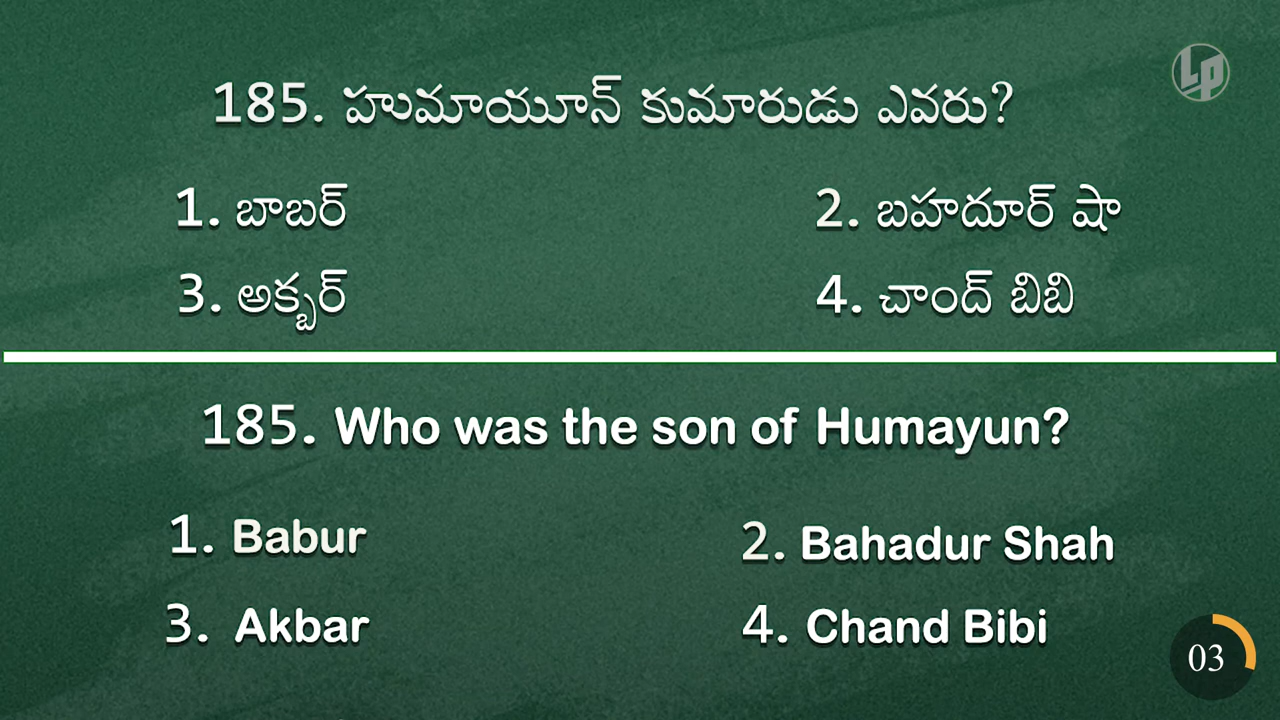 LP
185. హుమాయూన్ కుమారుడు ఎవరు?
1. బాబర్ 2. బహదూర్ షా
3. అక్బర్ 4. చాంద్ బిబి
185. Who was the son of Humayun?
1. Babur 2. Bahadur Shah
3. Akbar 4. Chand Bibi
03